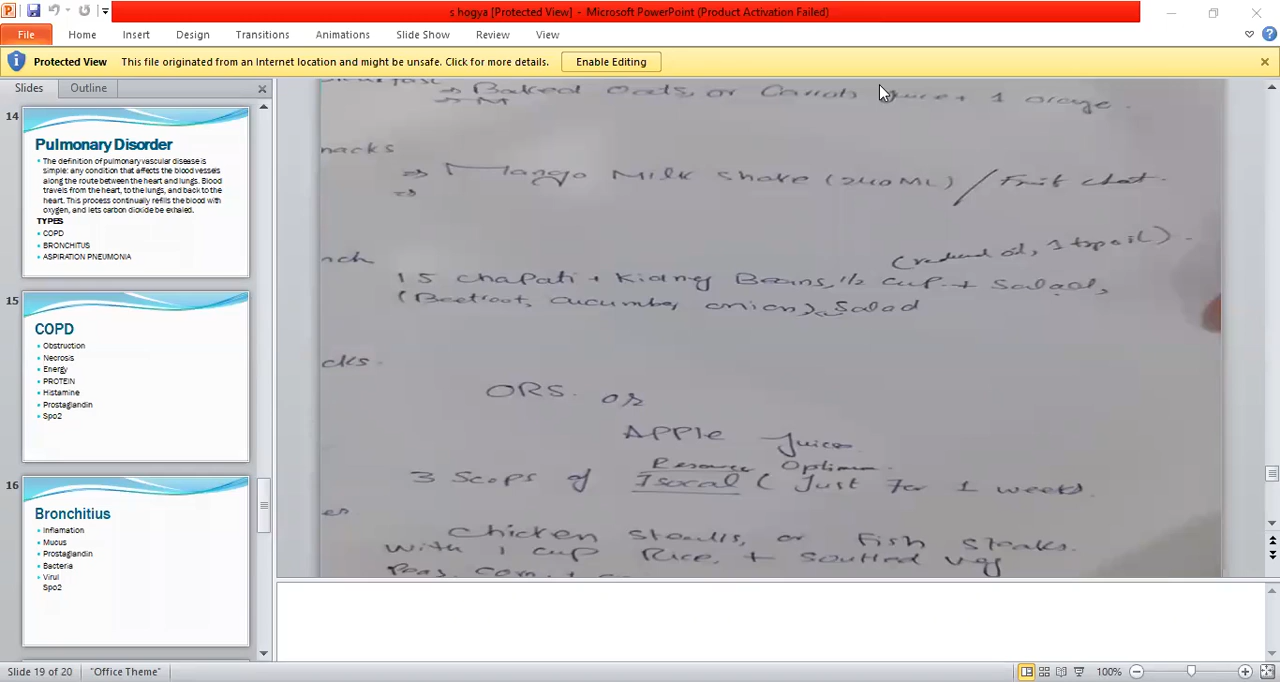 s hogya [Protected View] - Microsoft PowerPoint (Product Activation Failed)
File Home Insert Design Transitions Animations Slide Show Review View
Protected View This file originated from an Internet location and might be unsafe. Click for more details. Enable Editing
Slides Outline
14
Pulmonary Disorder
The definition of pulmonary vascular disease is
simple: any condition that affects the blood vessels
along the route between the heart and lungs. Blood
travels from the heart, to the lungs, and back to the
heart. This process continually refills the blood with
oxygen, and lets carbon dioxide be exhaled.
TYPES
COPD
BRONCHITUS
ASPIRATION PNEUMONIA
15
COPD
Obstruction
Necrosis
Energy
PROTEIN
Histamine
Prostaglandin
Spo2
16
Bronchitius
Inflamation
Mucus
Prostaglandin
Bacteria
Virul
Spo2
⇒ Baked Oats, or Carrots juice + 1 orange.
nacks
⇒ Mango Milk Shake (240ML) / Fruit chat.
⇒
nch
(reduced oil, 1 tsp oil).
1 5 chapati + Kidney Beans, 1/2 cup + Salad,
(Beetroot, cucumber, onion) Salad
cks.
ORS. or
APPle Juice
Resource Optimum
3 Scops of Isocal ( Just For 1 week).
es
Chicken steaks, or Fish steaks.
with 1 cup Rice, + soutted veg
Peas, corn, +
Slide 19 of 20 "Office Theme" 100%